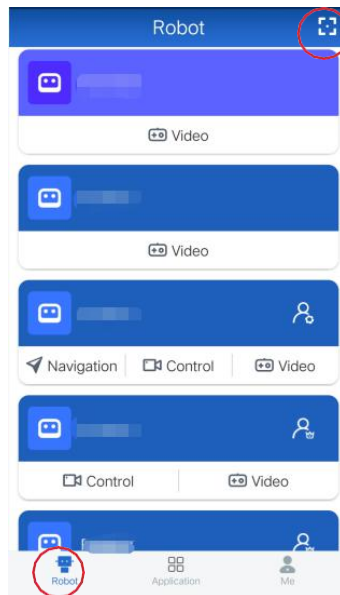 Robot
Video
Video
Navigation Control Video
Control Video
Robot Application Me